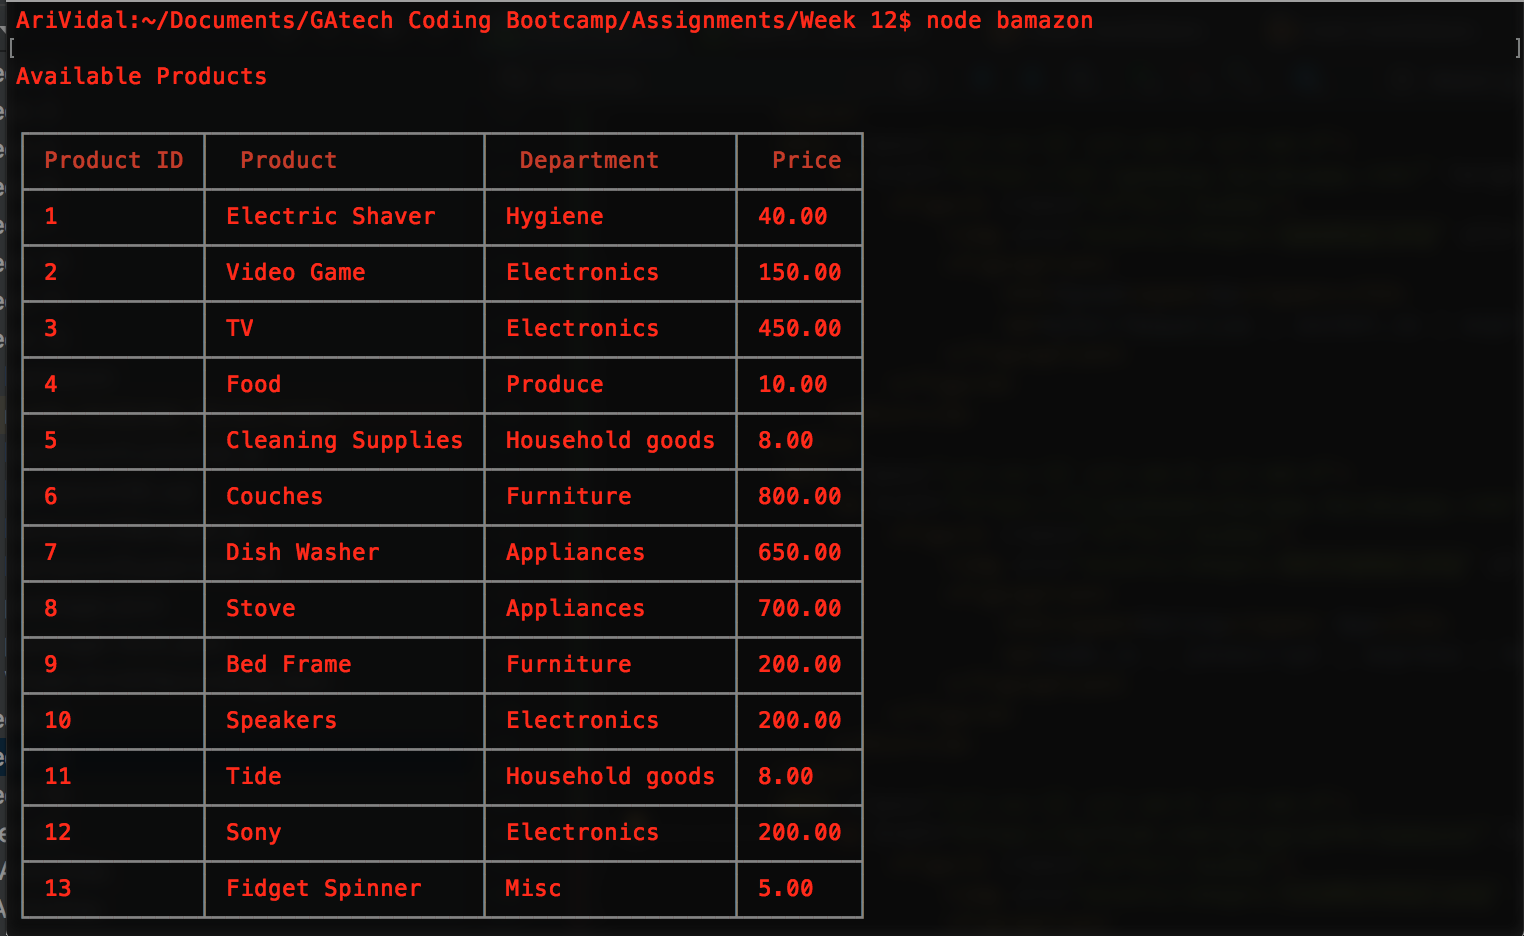 AriVidal:~/Documents/GAtech Coding Bootcamp/Assignments/Week 12$ node bamazon
[ ]
Available Products
Product ID Product Department Price
1 Electric Shaver Hygiene 40.00
2 Video Game Electronics 150.00
3 TV Electronics 450.00
4 Food Produce 10.00
5 Cleaning Supplies Household goods 8.00
6 Couches Furniture 800.00
7 Dish Washer Appliances 650.00
8 Stove Appliances 700.00
9 Bed Frame Furniture 200.00
10 Speakers Electronics 200.00
11 Tide Household goods 8.00
12 Sony Electronics 200.00
13 Fidget Spinner Misc 5.00